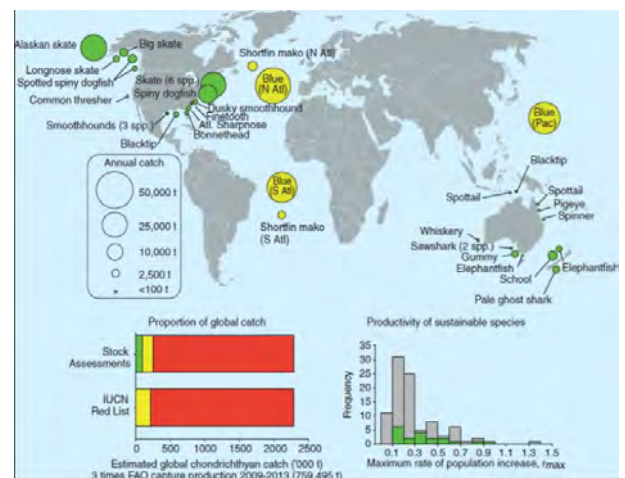 Alaskan skate
Big skate
Longnose skate
Spotted spiny dogfish
Common thresher
Skate (6 spp.)
Spiny dogfish
Dusky smoothhound
Finetooth
Atl. Sharpnose
Bonnethead
Smoothhounds (3 spp.)
Blacktip
Shortfin mako (N Atl)
Blue
(N Atl)
Blue
(S Atl)
Shortfin mako
(S Atl)
Blue
(Pac)
Blacktip
Spottail
Spottail
Pigeye
Spinner
Whiskery
Sawshark (2 spp.)
Gummy
Elephantfish
School
Elephantfish
Pale ghost shark
Annual catch
50,000 t
25,000 t
10,000 t
2,500 t
<100 t
Proportion of global catch
Stock
Assessments
IUCN
Red List
0 500 1000 1500 2000 2500
Estimated global chondrichthyan catch ('000 t)
3 times FAO capture production 2009-2013 (759,495 t)
Productivity of sustainable species
Frequency
35
30
25
20
15
10
5
0
0.1 0.3 0.5 0.7 0.9 1.1 1.3 1.5
Maximum rate of population increase, rmax